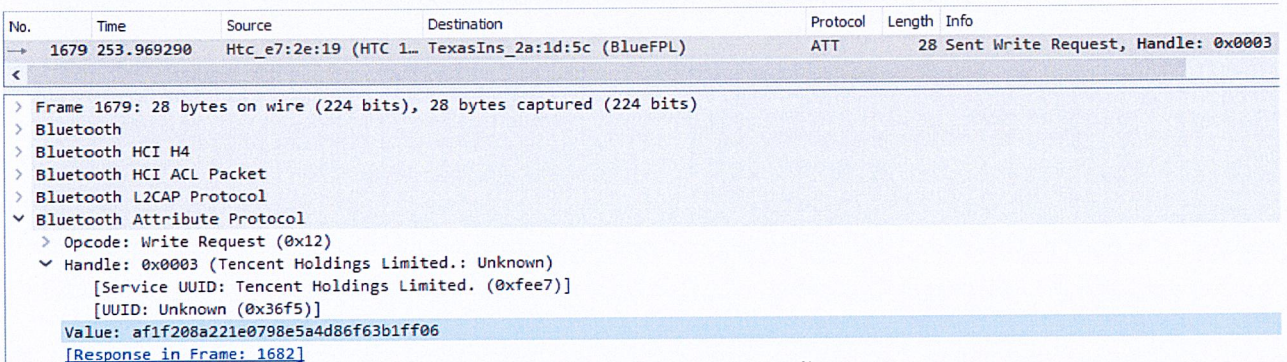 No. Time Source Destination Protocol Length Info
→ 1679 253.969290 Htc_e7:2e:19 (HTC 1… TexasIns_2a:1d:5c (BlueFPL) ATT 28 Sent Write Request, Handle: 0x0003
<
> Frame 1679: 28 bytes on wire (224 bits), 28 bytes captured (224 bits)
> Bluetooth
> Bluetooth HCI H4
> Bluetooth HCI ACL Packet
> Bluetooth L2CAP Protocol
∨ Bluetooth Attribute Protocol
> Opcode: Write Request (0x12)
∨ Handle: 0x0003 (Tencent Holdings Limited.: Unknown)
[Service UUID: Tencent Holdings Limited. (0xfee7)]
[UUID: Unknown (0x36f5)]
Value: af1f208a221e0798e5a4d86f63b1ff06
[Response in Frame: 1682]